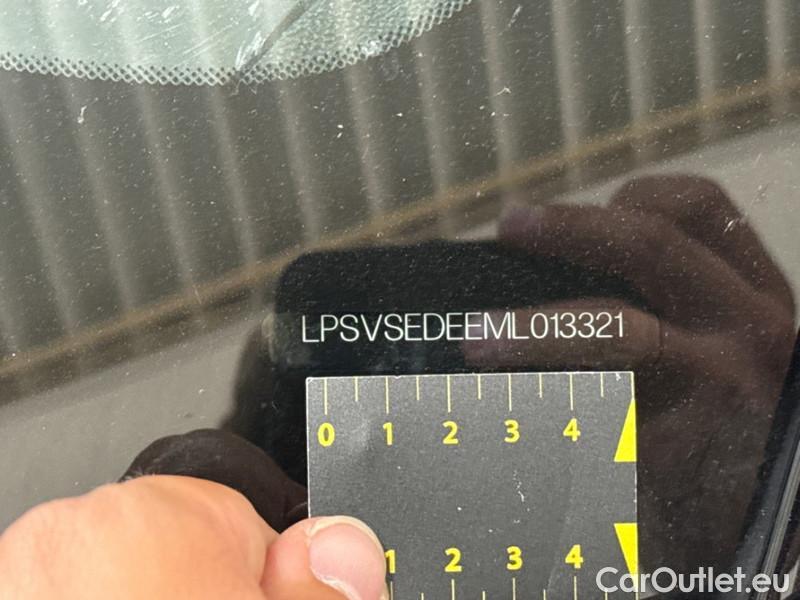 LPSVSEDEEML013321
0 1 2 3 4
1 2 3 4
CarOutlet.eu